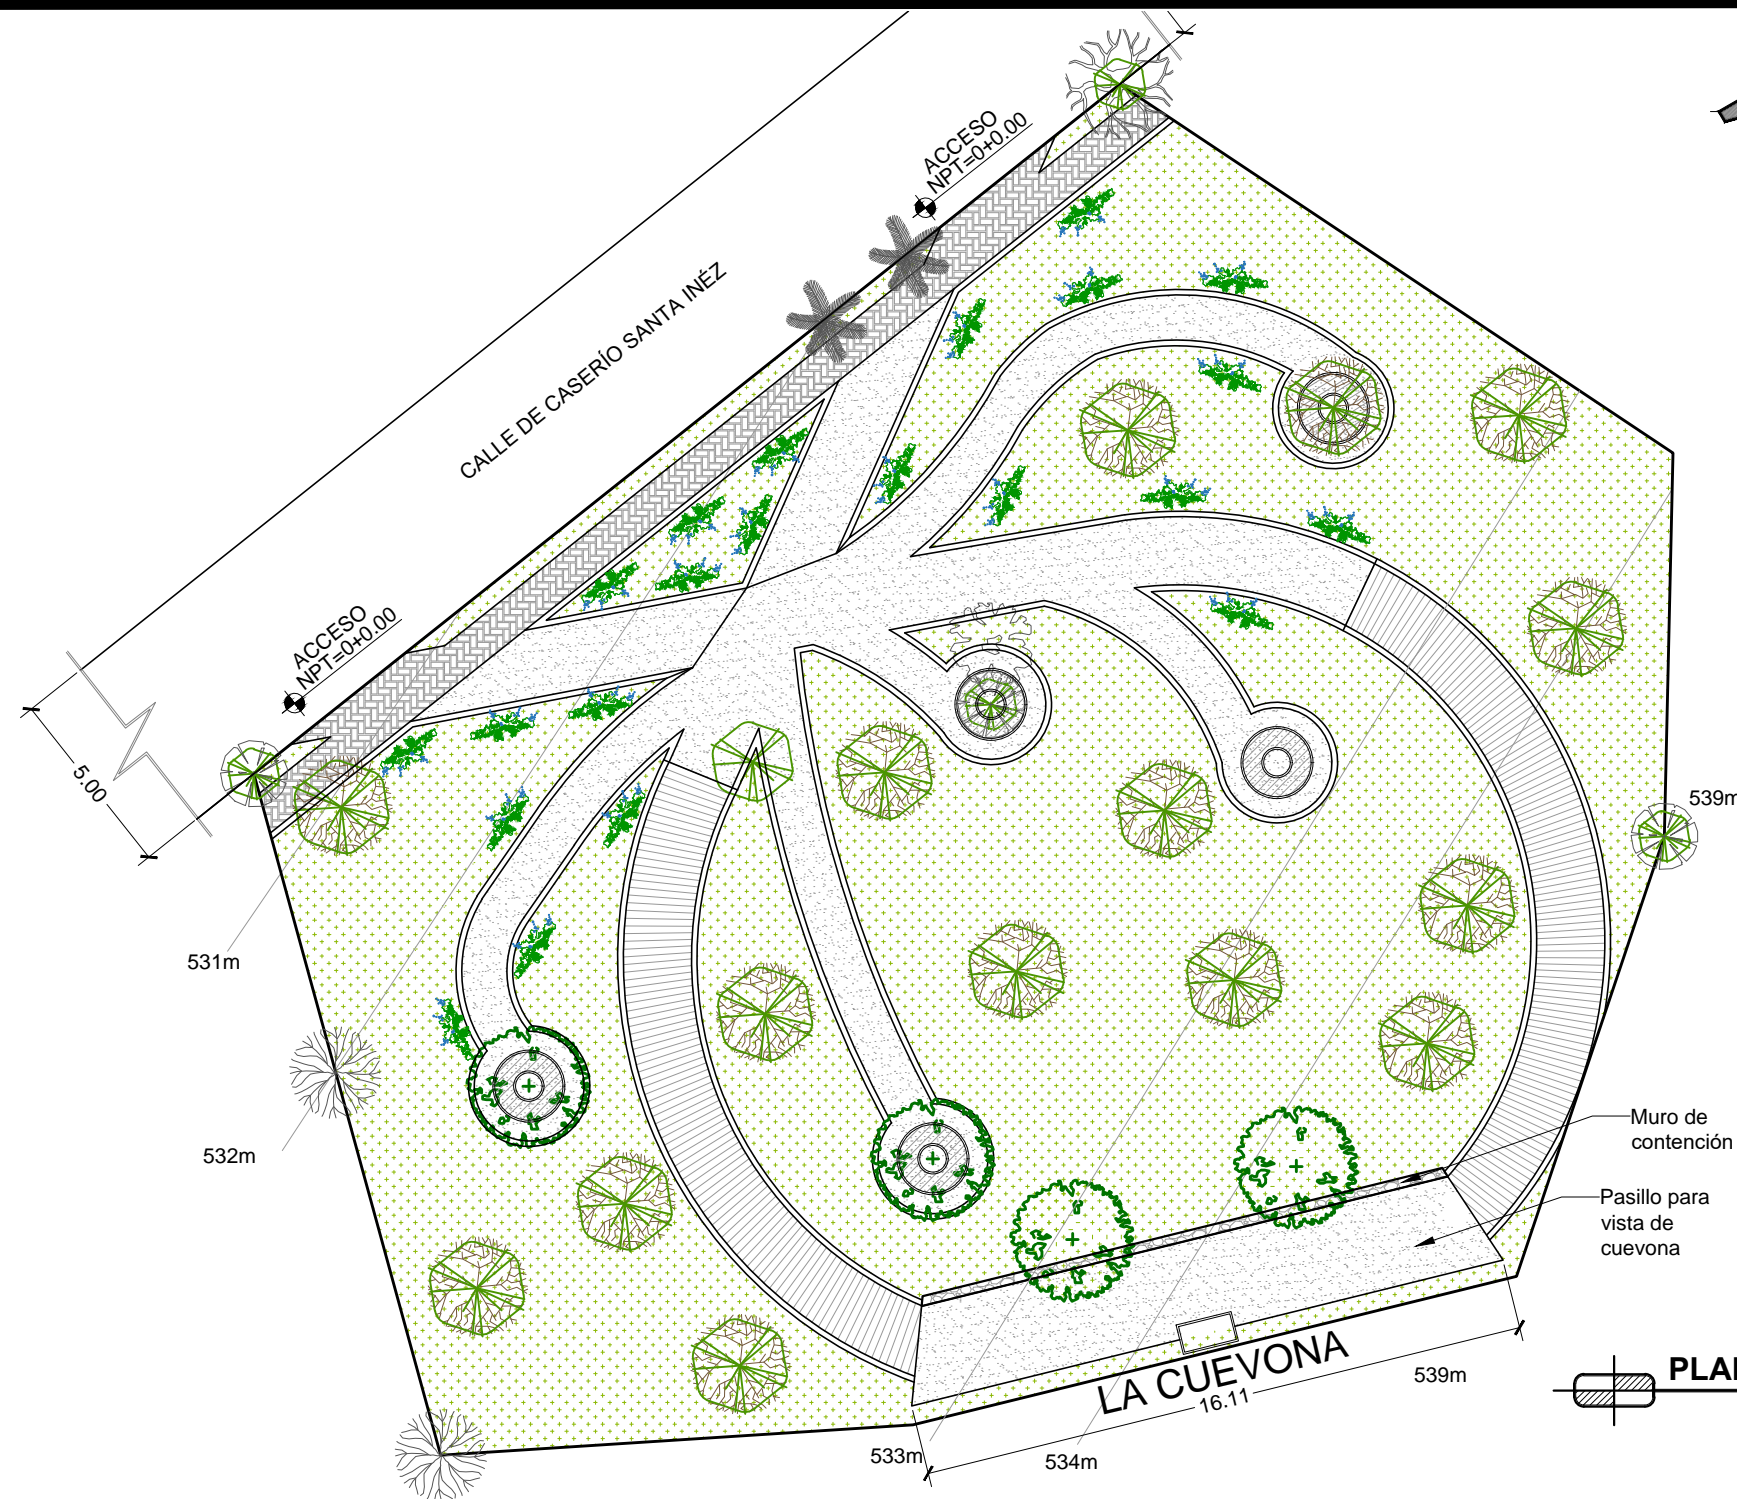 ACCESO
NPT=0+0.00
CALLE DE CASERÍO SANTA INÉZ
ACCESO
NPT=0+0.00
5.00
539m
531m
532m
Muro de
contención
Pasillo para
vista de
cuevona
LA CUEVONA
16.11
539m
533m
534m